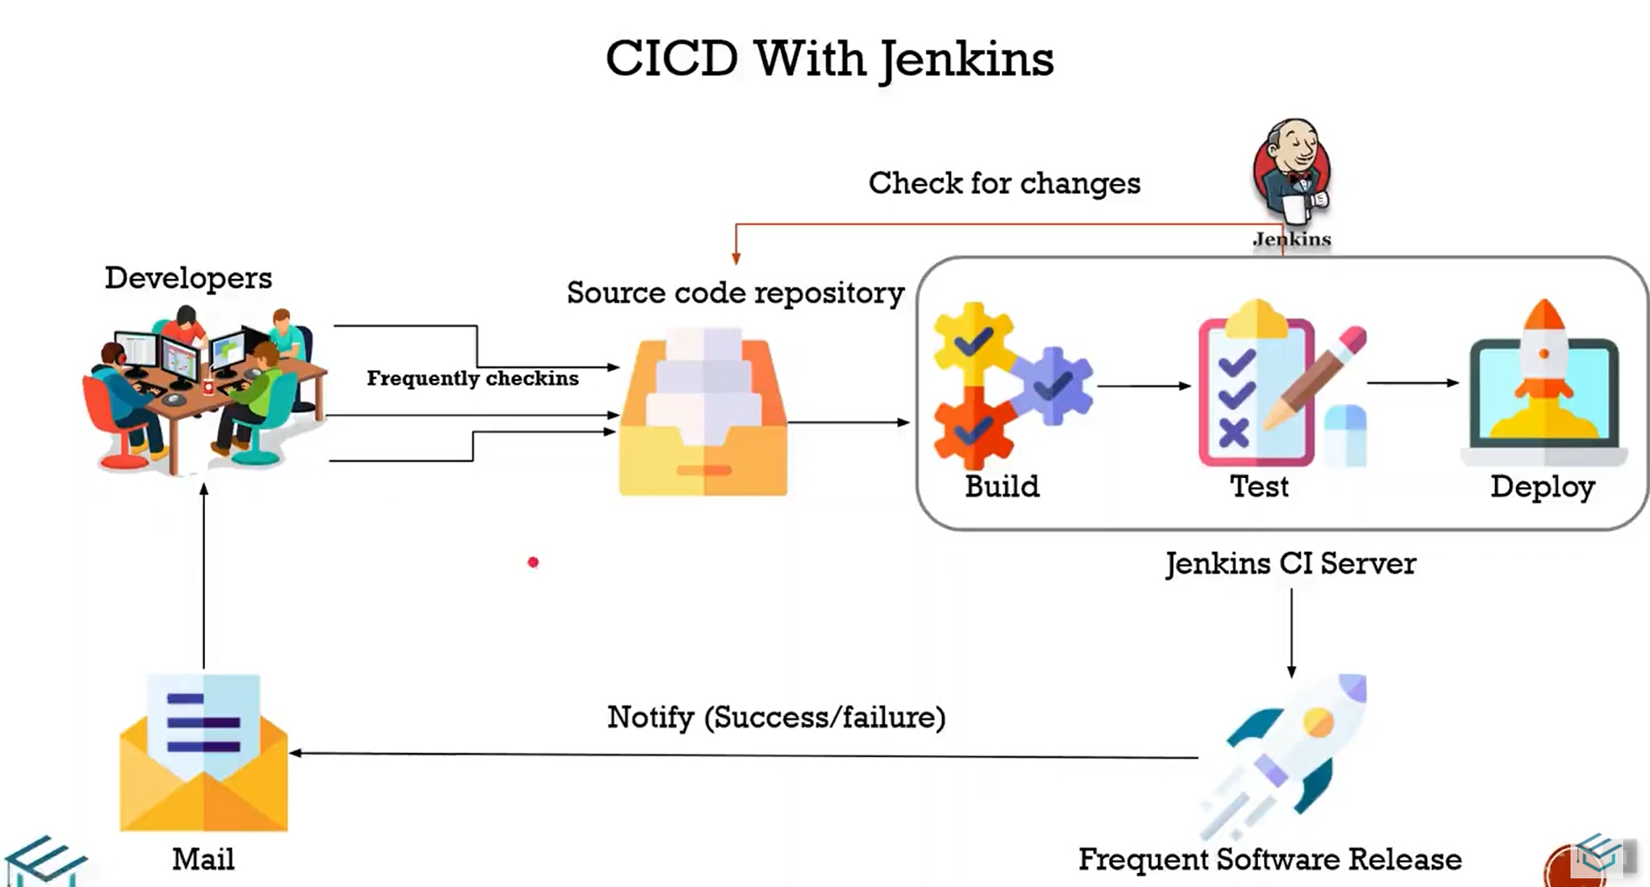 CICD With Jenkins
Check for changes
Jenkins
Developers
Source code repository
Frequently checkins
Build
Test
Deploy
Jenkins CI Server
Notify (Success/failure)
Mail
Frequent Software Release